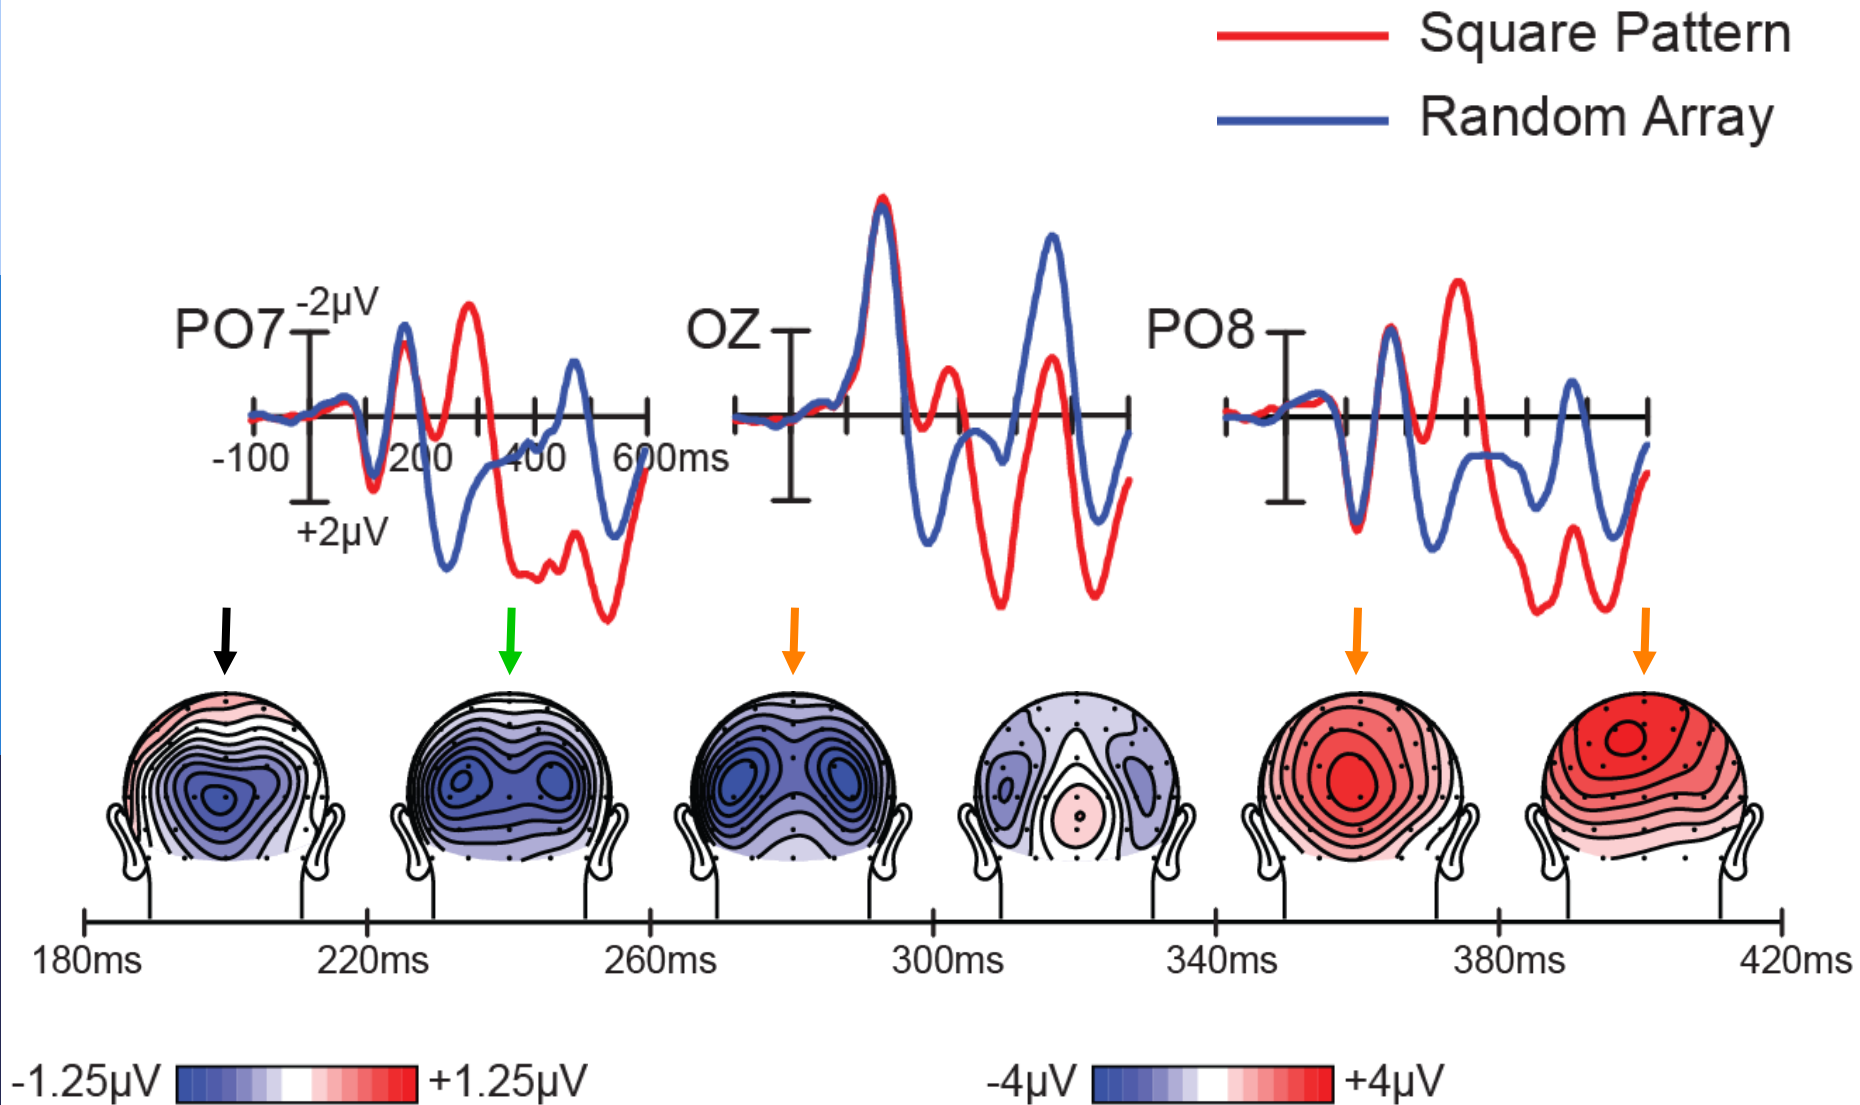 Square Pattern
Random Array
PO7
-2µV
+2µV
-100
200
400
600ms
OZ
PO8
180ms
220ms
260ms
300ms
340ms
380ms
420ms
-1.25µV
+1.25µV
-4µV
+4µV